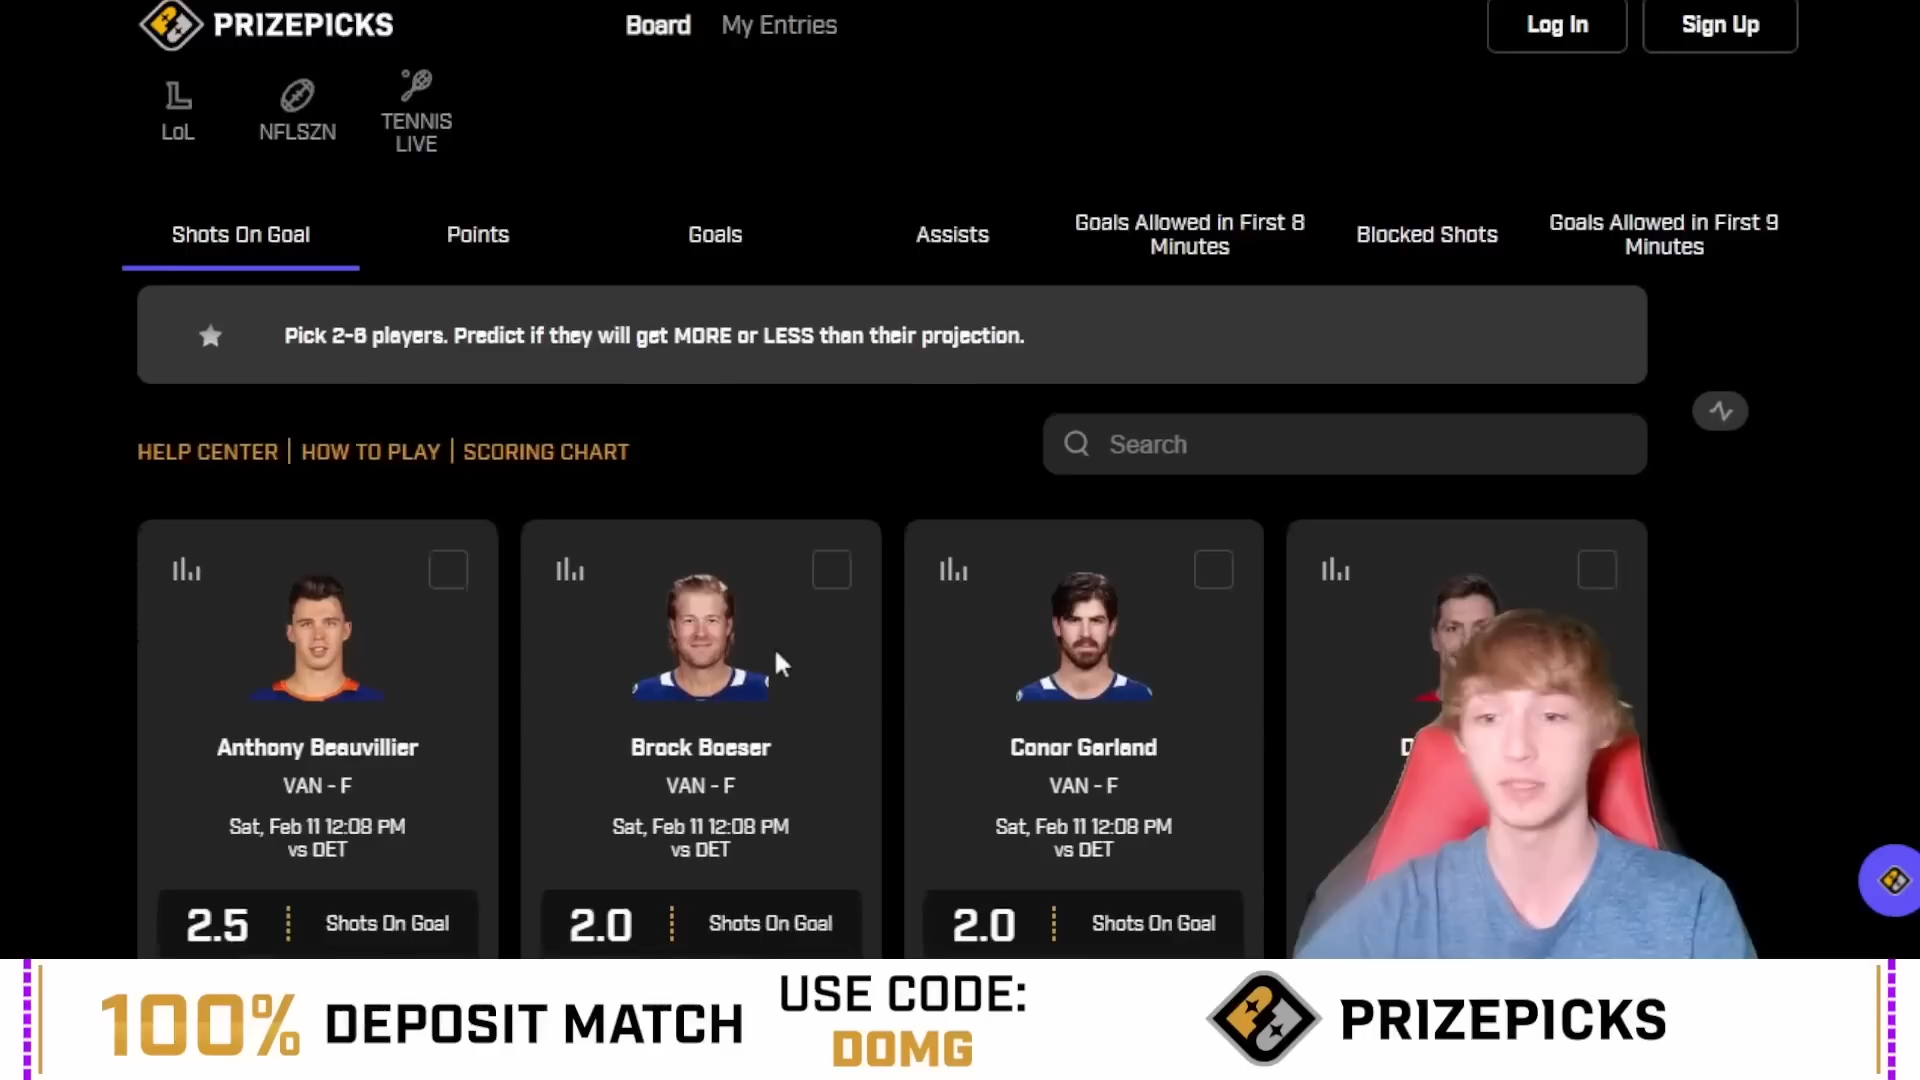 PRIZEPICKS
Board
My Entries
Log In
Sign Up
LoL
NFLSZN
TENNIS
LIVE
Shots On Goal
Points
Goals
Assists
Goals Allowed in First 8
Minutes
Blocked Shots
Goals Allowed in First 9
Minutes
Pick 2-6 players. Predict if they will get MORE or LESS than their projection.
HELP CENTER | HOW TO PLAY | SCORING CHART
Search
Anthony Beauvillier
VAN - F
Sat, Feb 11 12:08 PM
vs DET
2.5
Shots On Goal
Brock Boeser
VAN - F
Sat, Feb 11 12:08 PM
vs DET
2.0
Shots On Goal
Conor Garland
VAN - F
Sat, Feb 11 12:08 PM
vs DET
2.0
Shots On Goal
100% DEPOSIT MATCH
USE CODE:
DOMG
PRIZEPICKS